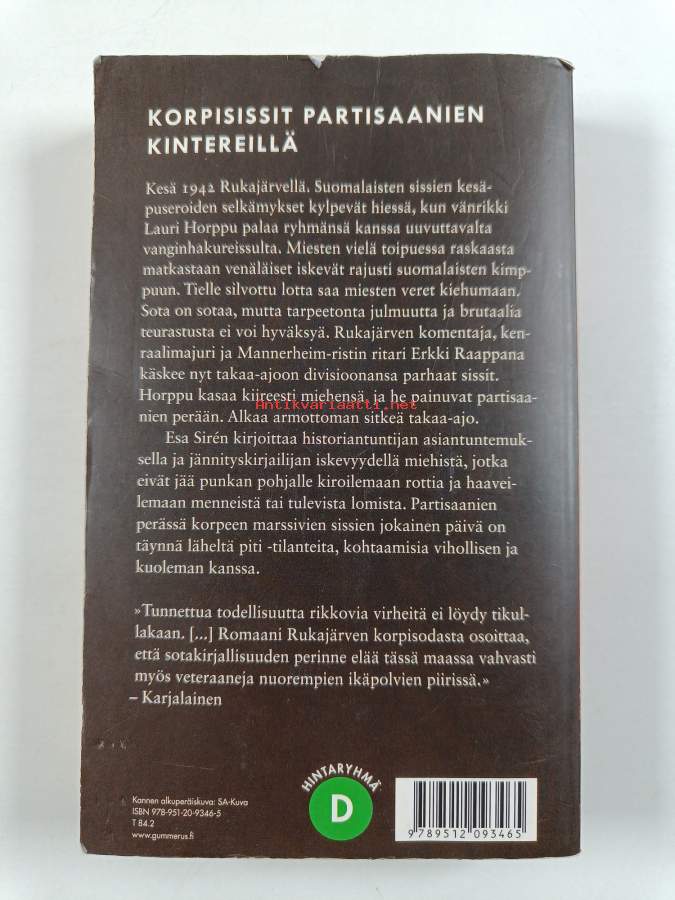 KORPISISSIT PARTISAANIEN
KINTEREILLÄ
Kesä 1942 Rukajärvellä. Suomalaisten sissien kesä-
puseroiden selkämykset kylpevät hiessä, kun vänrikki
Lauri Horppu palaa ryhmänsä kanssa uuvuttavalta
vanginhakureissulta. Miesten vielä toipuessa raskaasta
matkastaan venäläiset iskevät rajusti suomalaisten kimp-
puun. Tielle silvottu lotta saa miesten veret kiehumaan.
Sota on sotaa, mutta tarpeetonta julmuutta ja brutaalia
teurastusta ei voi hyväksyä. Rukajärven komentaja, ken-
raalimajuri ja Mannerheim-ristin ritari Erkki Raappana
käskee nyt takaa-ajoon divisioonansa parhaat sissit.
Horppu kasaa kiireesti miehensä, ja he painuvat partisaa-
Antikvariaatti.net
nien perään. Alkaa armottoman sitkeä takaa-ajo.
Esa Sirén kirjoittaa historiantuntijan asiantuntemuk-
sella ja jännityskirjailijan iskevyydellä miehistä, jotka
eivät jää punkan pohjalle kiroilemaan rottia ja haavei-
lemaan menneistä tai tulevista lomista. Partisaanien
perässä korpeen marssivien sissien jokainen päivä on
täynnä läheltä piti -tilanteita, kohtaamisia vihollisen ja
kuoleman kanssa.
»Tunnettua todellisuutta rikkovia virheitä ei löydy tikul-
lakaan. [...] Romaani Rukajärven korpisodasta osoittaa,
että sotakirjallisuuden perinne elää tässä maassa vahvasti
myös veteraaneja nuorempien ikäpolvien piirissä.»
– Karjalainen
Kannen alkuperäiskuva: SA-Kuva
ISBN 978-951-20-9346-5
T 84.2
www.gummerus.fi
HINTARYHMÄ
D
9 789512 093465